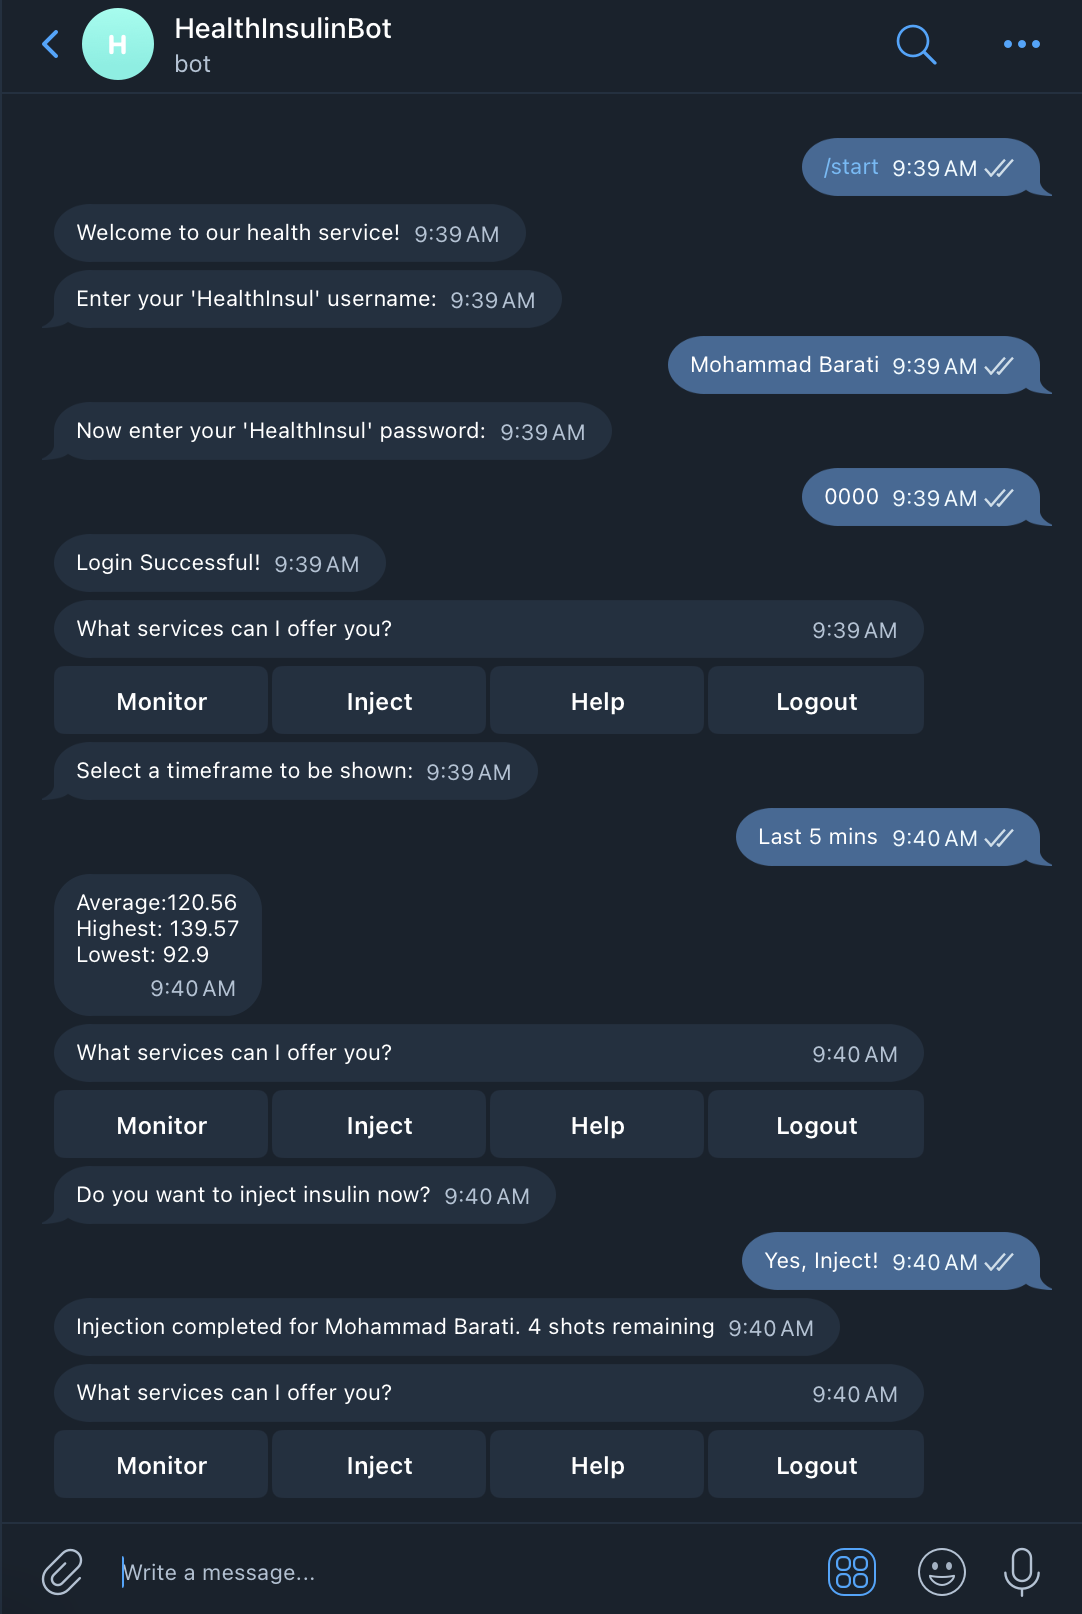 HealthInsulinBot
H
bot
/start 9:39 AM
Welcome to our health service! 9:39 AM
Enter your 'HealthInsul' username: 9:39 AM
Mohammad Barati 9:39 AM
Now enter your 'HealthInsul' password: 9:39 AM
0000 9:39 AM
Login Successful! 9:39 AM
What services can I offer you? 9:39 AM
Monitor Inject Help Logout
Select a timeframe to be shown: 9:39 AM
Last 5 mins 9:40 AM
Average:120.56
Highest: 139.57
Lowest: 92.9
9:40 AM
What services can I offer you? 9:40 AM
Monitor Inject Help Logout
Do you want to inject insulin now? 9:40 AM
Yes, Inject! 9:40 AM
Injection completed for Mohammad Barati. 4 shots remaining 9:40 AM
What services can I offer you? 9:40 AM
Monitor Inject Help Logout
Write a message...